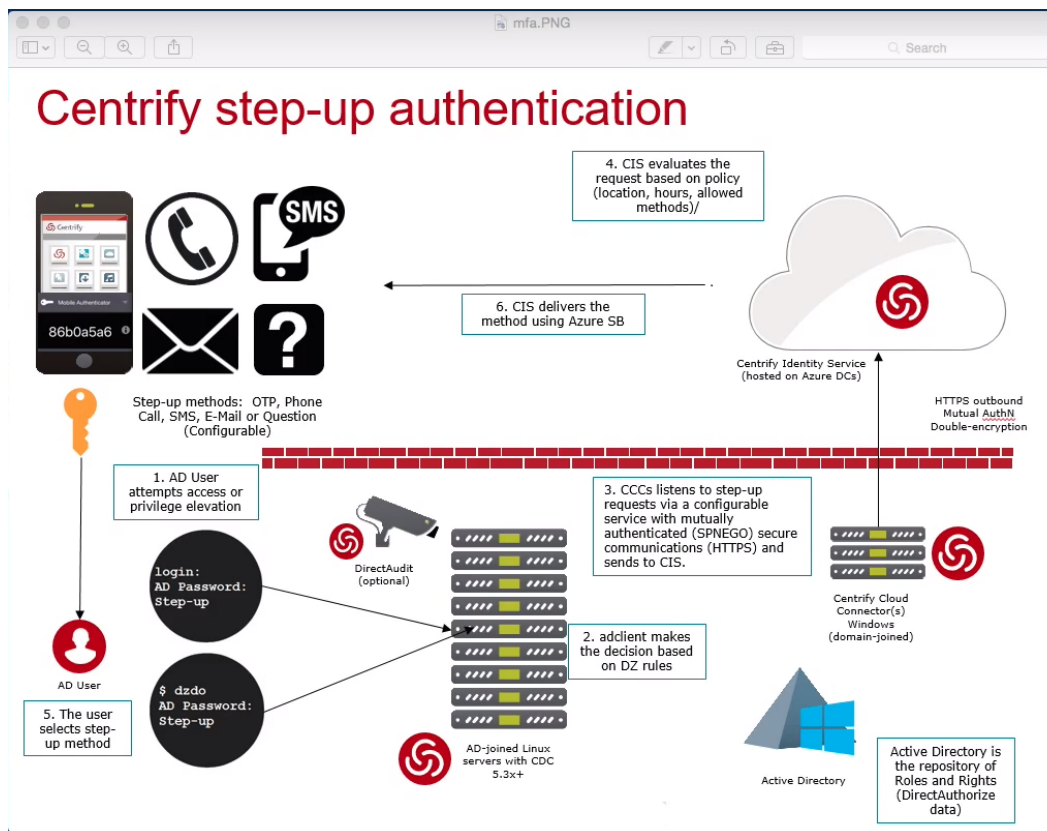 mfa.PNG
Search
Centrify step-up authentication
4. CIS evaluates the
request based on policy
(location, hours, allowed
methods)/
SMS
Centrify
Mobile Authenticator
86b0a5a6
?
6. CIS delivers the
method using Azure SB
Centrify Identity Service
(hosted on Azure DCs)
Step-up methods: OTP, Phone
Call, SMS, E-Mail or Question
(Configurable)
HTTPS outbound
Mutual AuthN
Double-encryption
1. AD User
attempts access or
privilege elevation
3. CCCs listens to step-up
requests via a configurable
service with mutually
authenticated (SPNEGO) secure
communications (HTTPS) and
sends to CIS.
DirectAudit
(optional)
login:
AD Password:
Step-up
Centrify Cloud
Connector(s)
Windows
(domain-joined)
2. adclient makes
the decision based
on DZ rules
AD User
$ dzdo
AD Password:
Step-up
5. The user
selects step-
up method
AD-joined Linux
servers with CDC
5.3x+
Active Directory
Active Directory is
the repository of
Roles and Rights
(DirectAuthorize
data)